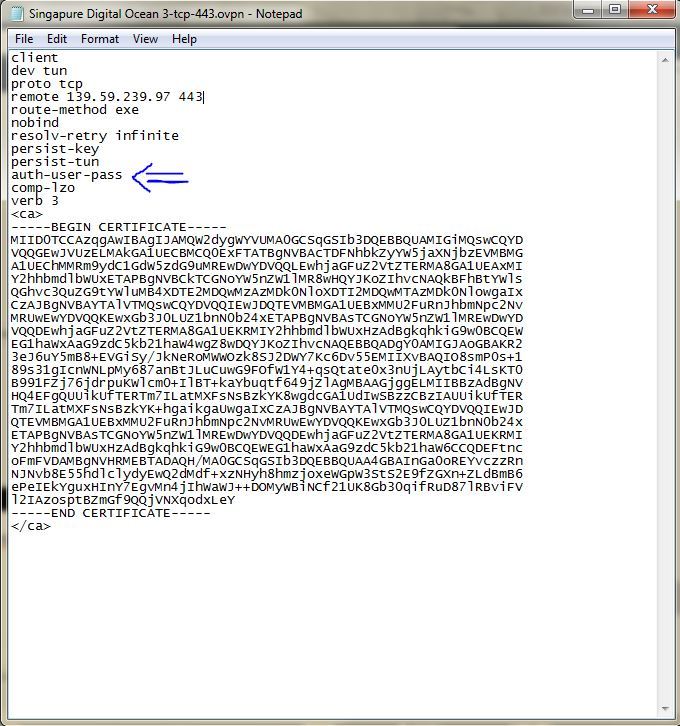 Singapure Digital Ocean 3-tcp-443.ovpn - Notepad
File Edit Format View Help
client
dev tun
proto tcp
remote 139.59.239.97 443
route-method exe
nobind
resolv-retry infinite
persist-key
persist-tun
auth-user-pass
comp-lzo
verb 3
<ca>
-----BEGIN CERTIFICATE-----
MIID0TCCAzqgAwIBAgIJAMQW2dygWYVUMA0GCSqGSIb3DQEBBQUAMIGiMQswCQYD
VQQGEwJVUzELMAkGA1UECBMCQ0ExFTATBgNVBAcTDFNhbkZyYW5jaXNjbzEVMBMG
A1UEChMMRm9ydC1GdW5zdG9uMREwDwYDVQQLEwhjaGFuZ2VtZTERMA8GA1UEAxMI
Y2hhbmdlbWUxETAPBgNVBCkTCGNoYW5nZW1lMR8wHQYJKoZIhvcNAQkBFhBtYWls
QGhvc3QuZG9tYWluMB4XDTE2MDQwMzAzMDk0NloXDTI2MDQwMTAzMDk0NlowgaIx
CzAJBgNVBAYTAlVTMQswCQYDVQQIEwJDQTEVMBMGA1UEBxMMU2FuRnJhbmNpc2Nv
MRUwEwYDVQQKEwxGb3J0LUZ1bnN0b24xETAPBgNVBAsTCGNoYW5nZW1lMREwDwYD
VQQDEwhjaGFuZ2VtZTERMA8GA1UEKRMIY2hhbmdlbWUxHzAdBgkqhkiG9w0BCQEW
EG1haWxAaG9zdC5kb21haW4wgZ8wDQYJKoZIhvcNAQEBBQADgY0AMIGJAoGBAKR2
3eJ6uY5mB8+EVGiSy/JkNeRoMWWOzk8SJ2DWY7Kc6Dv55EMIIXvBAQIO8smP0s+1
89s31gIcnWNLpMy687anBtJLuCuwG9FOfW1Y4+qsQtate0x3nUjLAytbCi4LsKT0
B991FZj76jdrpuKWlcm0+IlBT+kaYbuqtf649jZlAgMBAAGjggELMIIBBzAdBgNV
HQ4EFgQUUikUfTERTm7ILatMXFsNsBzkYK8wgdcGA1UdIwSBzzCBzIAUUikUfTER
Tm7ILatMXFsNsBzkYK+hgaikgaUwgaIxCzAJBgNVBAYTAlVTMQswCQYDVQQIEwJD
QTEVMBMGA1UEBxMMU2FuRnJhbmNpc2NvMRUwEwYDVQQKEwxGb3J0LUZ1bnN0b24x
ETAPBgNVBAsTCGNoYW5nZW1lMREwDwYDVQQDEwhjaGFuZ2VtZTERMA8GA1UEKRMI
Y2hhbmdlbWUxHzAdBgkqhkiG9w0BCQEWEG1haWxAaG9zdC5kb21haW6CCQDEFtnc
oFmFVDAMBgNVHRMEBTADAQH/MA0GCSqGSIb3DQEBBQUAA4GBAInGa0oREYvczzRn
NJNvb8E55hdlclydyEwQ2dMdf+xzNHyh8hmzjoxeWGpW3StS2E9fZGXn+ZLdBmB6
ePeIEkYguxHInY7EgvMn4jIhWaWJ++DOMyWBiNCf21UK8Gb30qifRuD87lRBviFV
l2IAzosptBZmGf9QQjVNXqodxLeY
-----END CERTIFICATE-----
</ca>